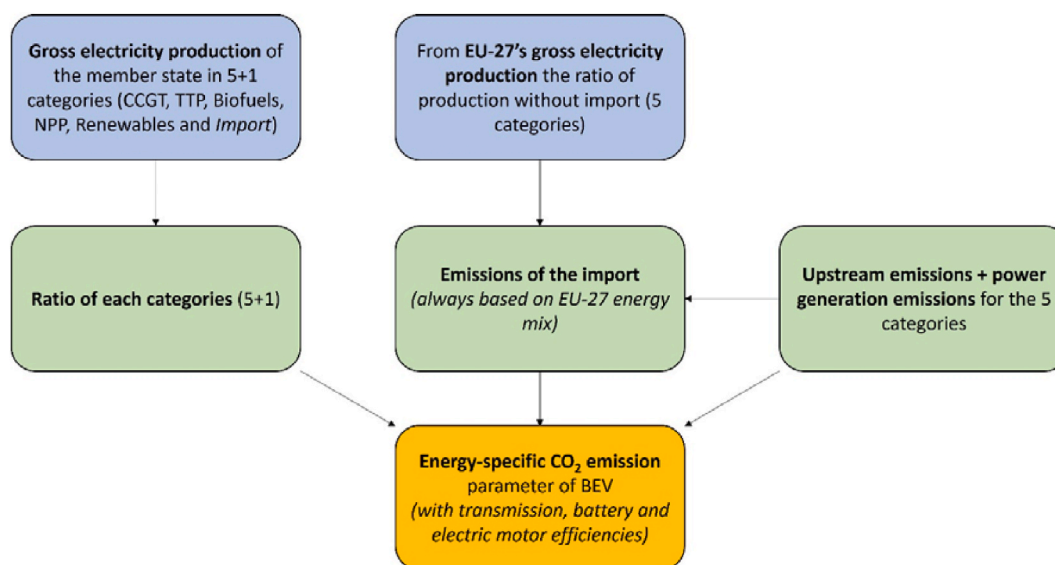 Gross electricity production of
the member state in 5+1
categories (CCGT, TTP, Biofuels,
NPP, Renewables and Import)
From EU-27's gross electricity
production the ratio of
production without import (5
categories)
Ratio of each categories (5+1)
Emissions of the import
(always based on EU-27 energy
mix)
Upstream emissions + power
generation emissions for the 5
categories
Energy-specific CO₂ emission
parameter of BEV
(with transmission, battery and
electric motor efficiencies)